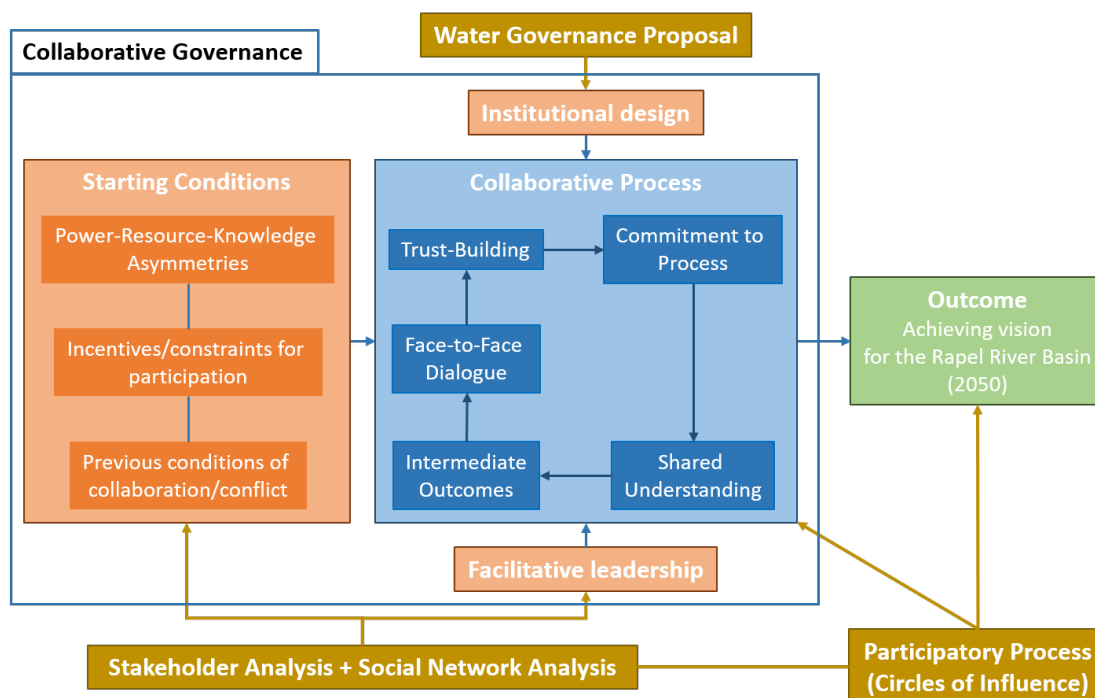 Water Governance Proposal
Collaborative Governance
Institutional design
Starting Conditions
Power-Resource-Knowledge
Asymmetries
Incentives/constraints for
participation
Previous conditions of
collaboration/conflict
Collaborative Process
Trust-Building
Commitment to
Process
Face-to-Face
Dialogue
Intermediate
Outcomes
Shared
Understanding
Outcome
Achieving vision
for the Rapel River Basin
(2050)
Facilitative leadership
Stakeholder Analysis + Social Network Analysis
Participatory Process
(Circles of Influence)